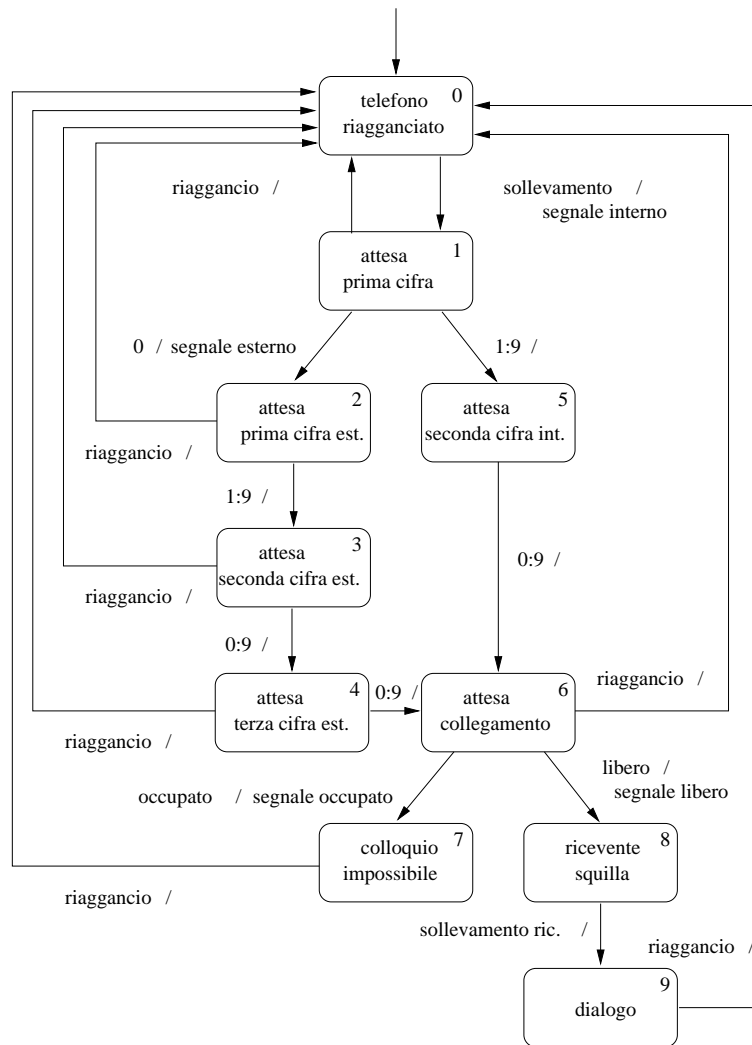 0
telefono
riagganciato
riaggancio /
sollevamento /
segnale interno
1
attesa
prima cifra
0 / segnale esterno
1:9 /
2
attesa
prima cifra est.
5
attesa
seconda cifra int.
riaggancio /
1:9 /
3
attesa
seconda cifra est.
0:9 /
riaggancio /
0:9 /
4
attesa
terza cifra est.
0:9 /
6
attesa
collegamento
riaggancio /
riaggancio /
libero /
segnale libero
occupato / segnale occupato
7
colloquio
impossibile
8
ricevente
squilla
riaggancio /
sollevamento ric. /
riaggancio /
9
dialogo